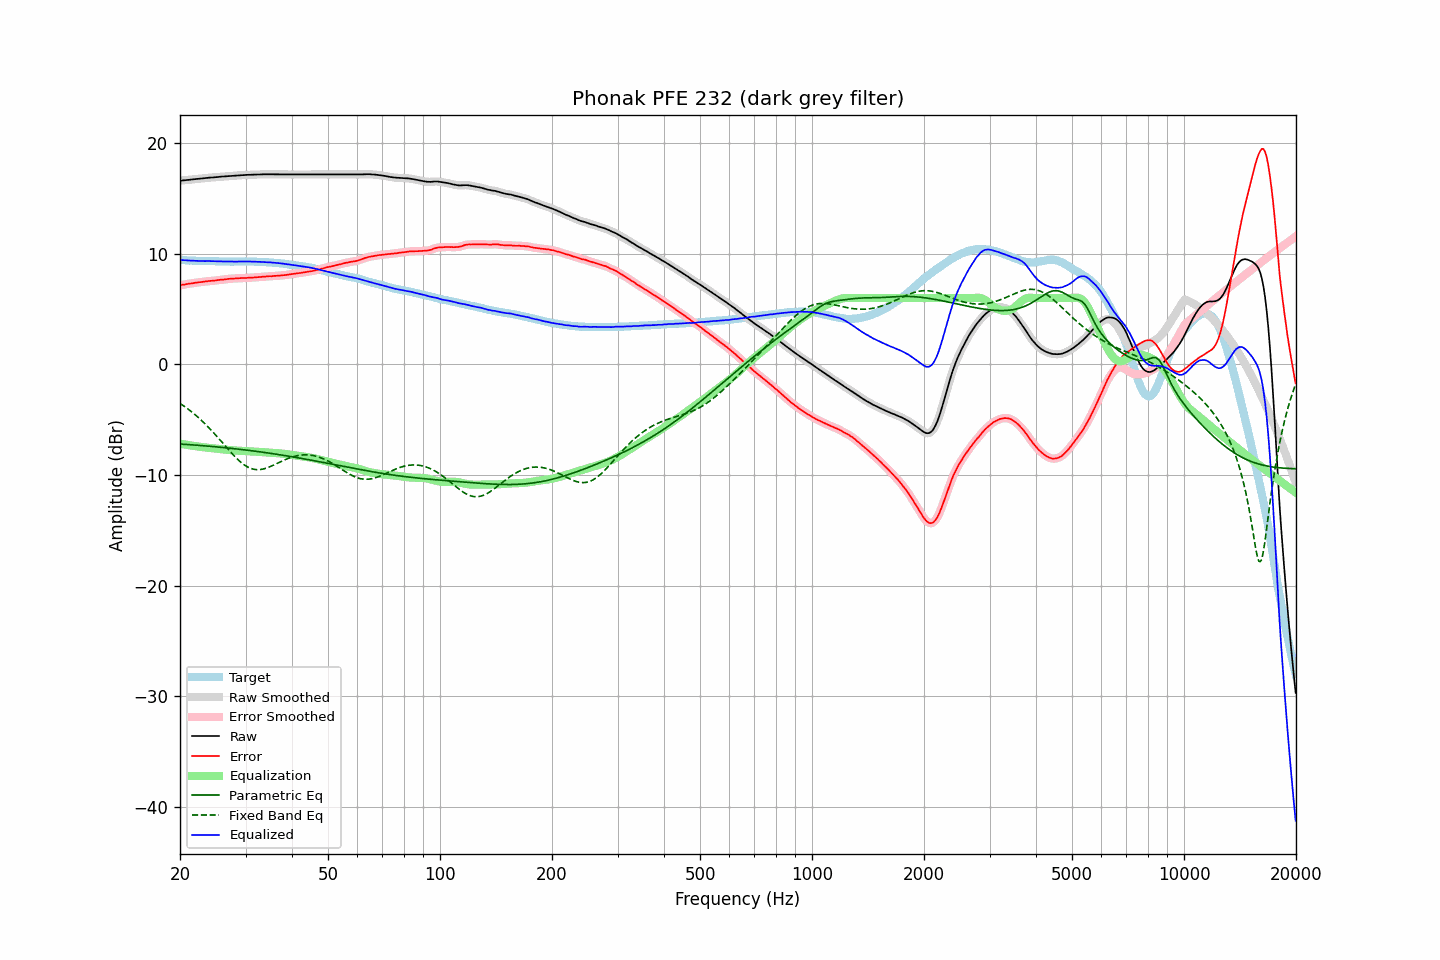 Phonak PFE 232 (dark grey filter)
20
10
0
−10
−20
−30
−40
Amplitude (dBr)
Target
Raw Smoothed
Error Smoothed
Raw
Error
Equalization
Parametric Eq
Fixed Band Eq
Equalized
20
50
100
200
500
1000
2000
5000
10000
20000
Frequency (Hz)